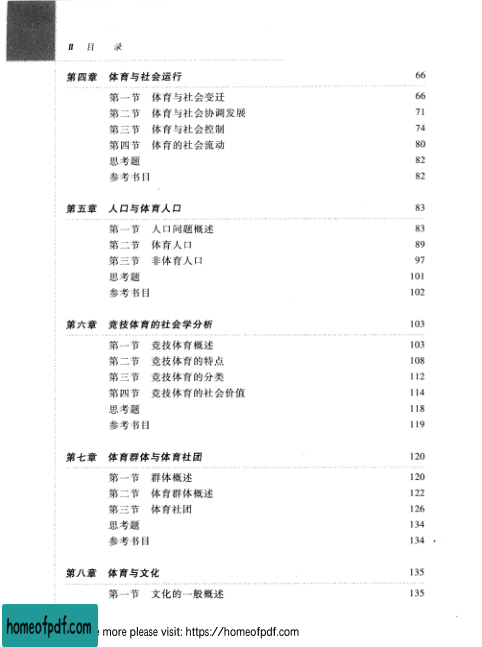 II 目 录
第四章 体育与社会运行 66
第一节 体育与社会变迁 66
第二节 体育与社会协调发展 71
第三节 体育与社会控制 74
第四节 体育的社会流动 80
思考题 82
参考书目 82
第五章 人口与体育人口 83
第一节 人口问题概述 83
第二节 体育人口 89
第三节 非体育人口 97
思考题 101
参考书目 102
第六章 竞技体育的社会学分析 103
第一节 竞技体育概述 103
第二节 竞技体育的特点 108
第三节 竞技体育的分类 112
第四节 竞技体育的社会价值 114
思考题 118
参考书目 119
第七章 体育群体与体育社团 120
第一节 群体概述 120
第二节 体育群体概述 122
第三节 体育社团 126
思考题 134
参考书目 134
第八章 体育与文化 135
第一节 文化的一般概述 135
homeofpdf.com
more please visit: https://homeofpdf.com